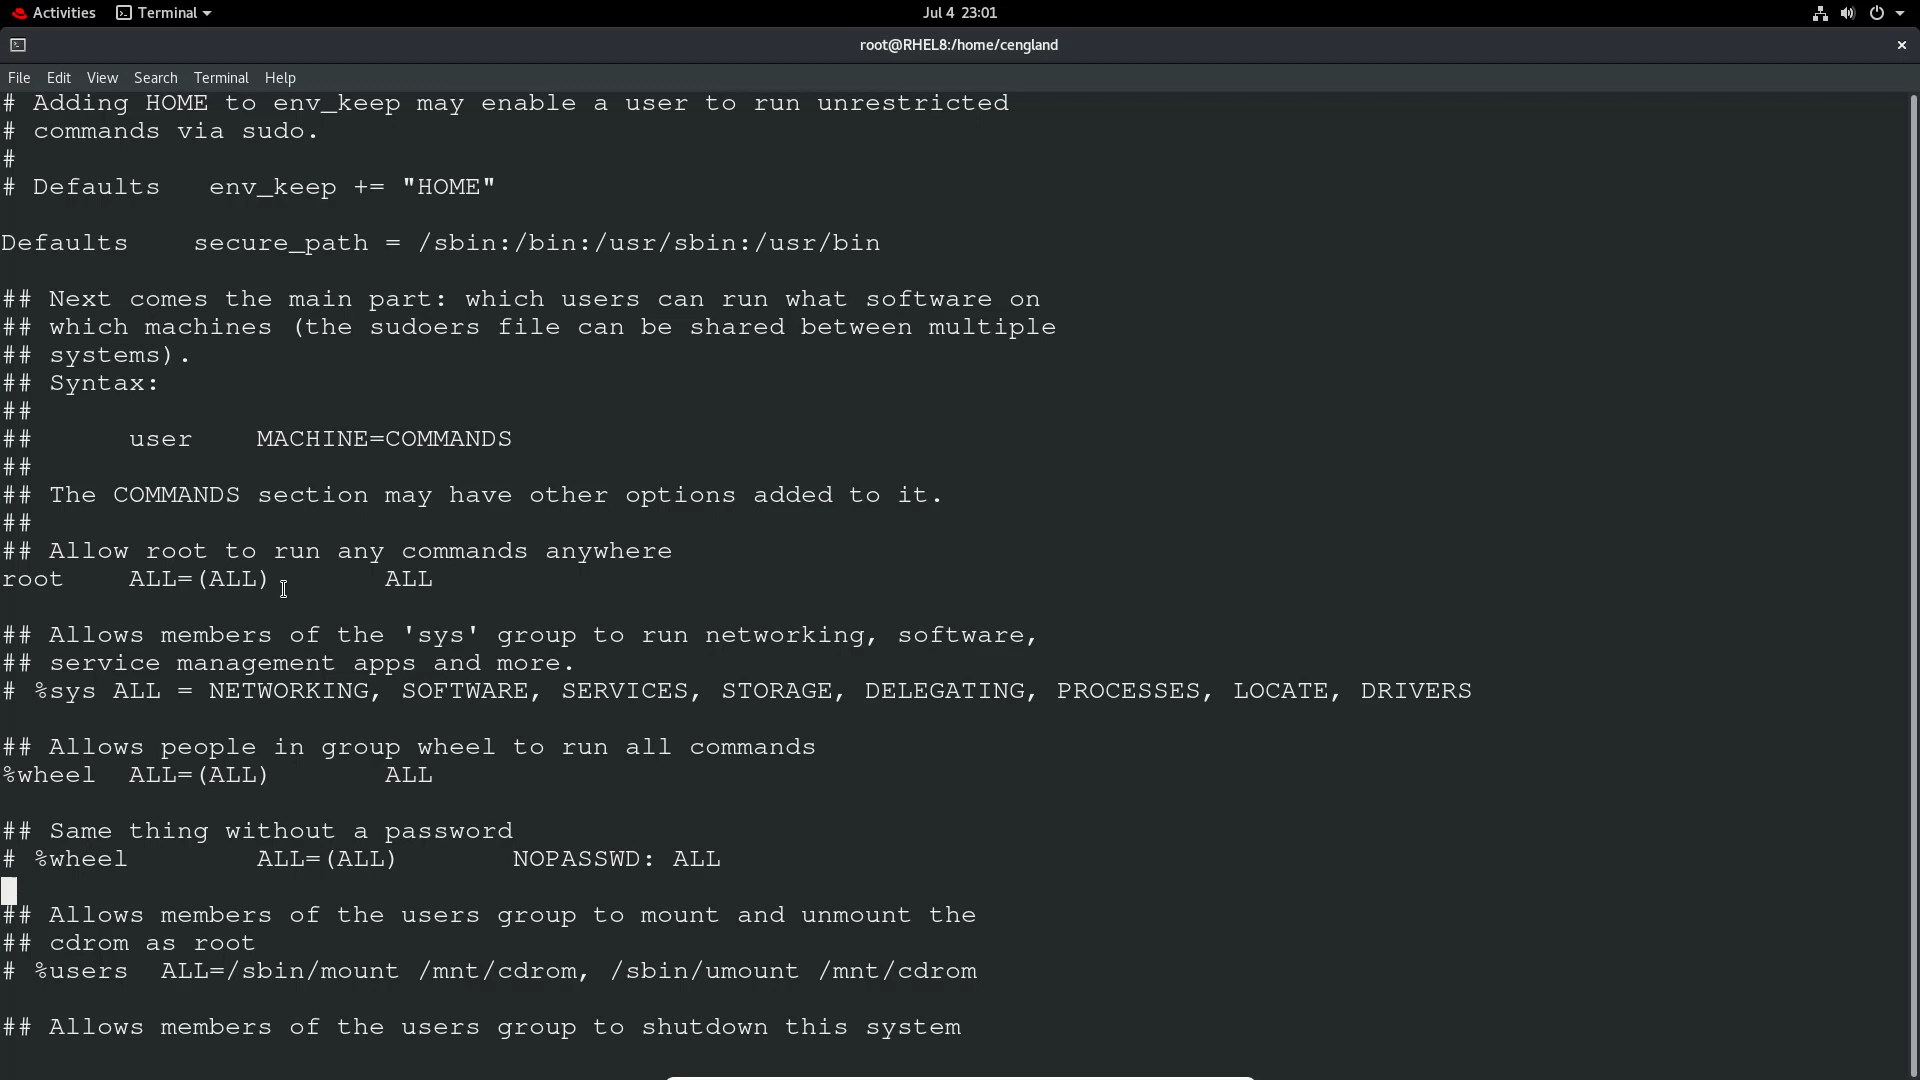 Activities Terminal Jul 4 23:01
root@RHEL8:/home/cengland ×
File Edit View Search Terminal Help
# Adding HOME to env_keep may enable a user to run unrestricted
# commands via sudo.
#
# Defaults   env_keep += "HOME"
Defaults    secure_path = /sbin:/bin:/usr/sbin:/usr/bin
## Next comes the main part: which users can run what software on
## which machines (the sudoers file can be shared between multiple
## systems).
## Syntax:
##
##      user    MACHINE=COMMANDS
##
## The COMMANDS section may have other options added to it.
##
## Allow root to run any commands anywhere
root    ALL=(ALL)       ALL
## Allows members of the 'sys' group to run networking, software,
## service management apps and more.
# %sys ALL = NETWORKING, SOFTWARE, SERVICES, STORAGE, DELEGATING, PROCESSES, LOCATE, DRIVERS
## Allows people in group wheel to run all commands
%wheel  ALL=(ALL)       ALL
## Same thing without a password
# %wheel        ALL=(ALL)       NOPASSWD: ALL
## Allows members of the users group to mount and unmount the
## cdrom as root
# %users  ALL=/sbin/mount /mnt/cdrom, /sbin/umount /mnt/cdrom
## Allows members of the users group to shutdown this system